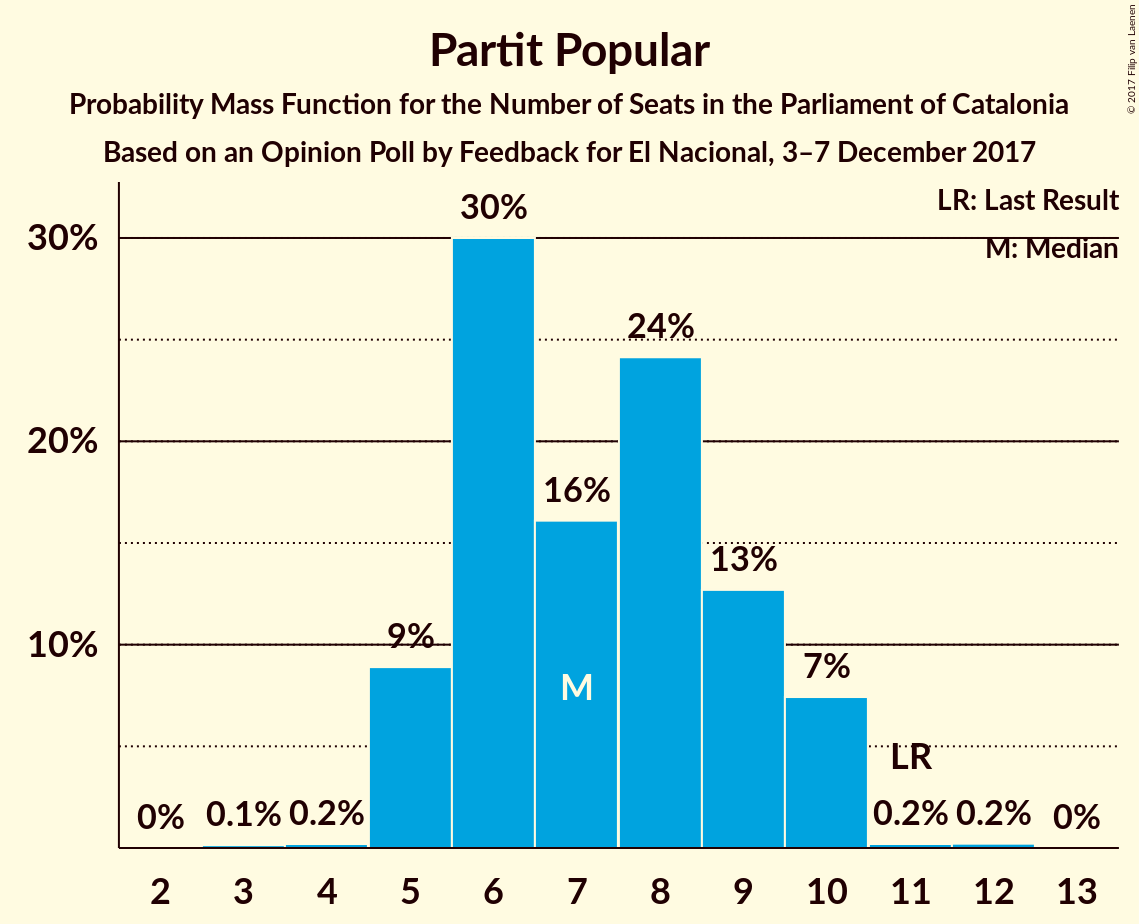 Partit Popular
Probability Mass Function for the Number of Seats in the Parliament of Catalonia
Based on an Opinion Poll by Feedback for El Nacional, 3–7 December 2017
© 2017 Filip van Laenen
LR: Last Result
M: Median
30%
20%
10%
0%
0.1%
0.2%
9%
30%
16%
24%
13%
7%
0.2%
0.2%
0%
M
LR
2 3 4 5 6 7 8 9 10 11 12 13